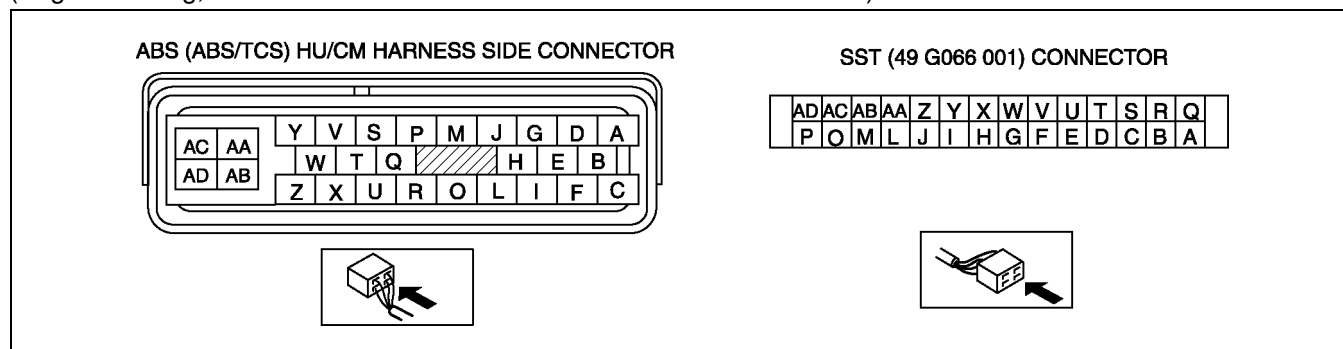 ABS (ABS/TCS) HU/CM HARNESS SIDE CONNECTOR
AC AA
AD AB
Y V S P M J G D A
W T Q H E B
Z X U R O L I F C
SST (49 G066 001) CONNECTOR
AD AC AB AA Z Y X W V U T S R Q
P O M L J I H G F E D C B A